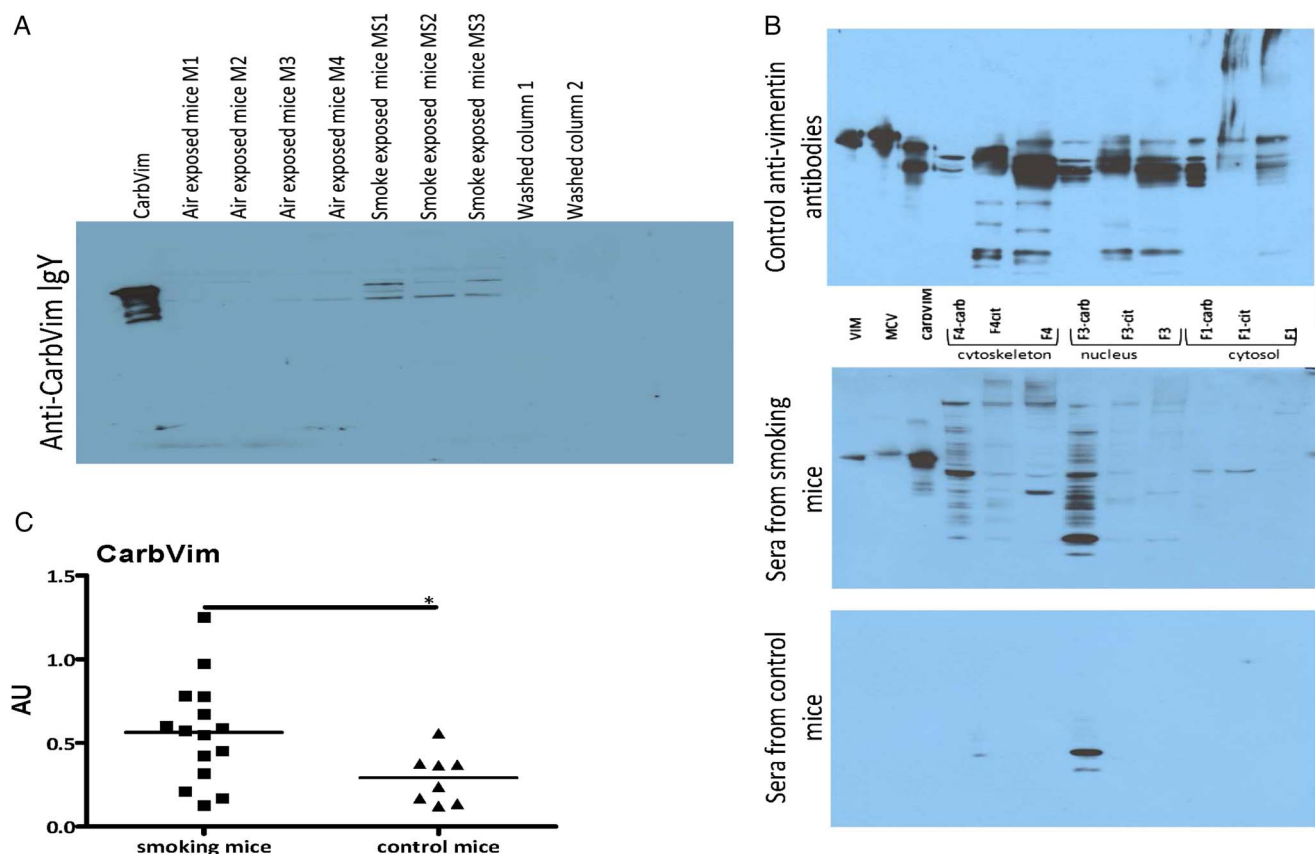 A
CarbVim
Air exposed mice M1
Air exposed mice M2
Air exposed mice M3
Air exposed mice M4
Smoke exposed mice MS1
Smoke exposed mice MS2
Smoke exposed mice MS3
Washed column 1
Washed column 2
Anti-CarbVim IgY
B
Control anti-vimentin
antibodies
VIM
MCV
carbVIM
F4-carb
F4cit
F4
F3-carb
F3-cit
F3
F1-carb
F1-cit
F1
cytoskeleton
nucleus
cytosol
Sera from smoking
mice
Sera from control
mice
C
CarbVim
1.5
1.0
0.5
0.0
AU
*
smoking mice
control mice